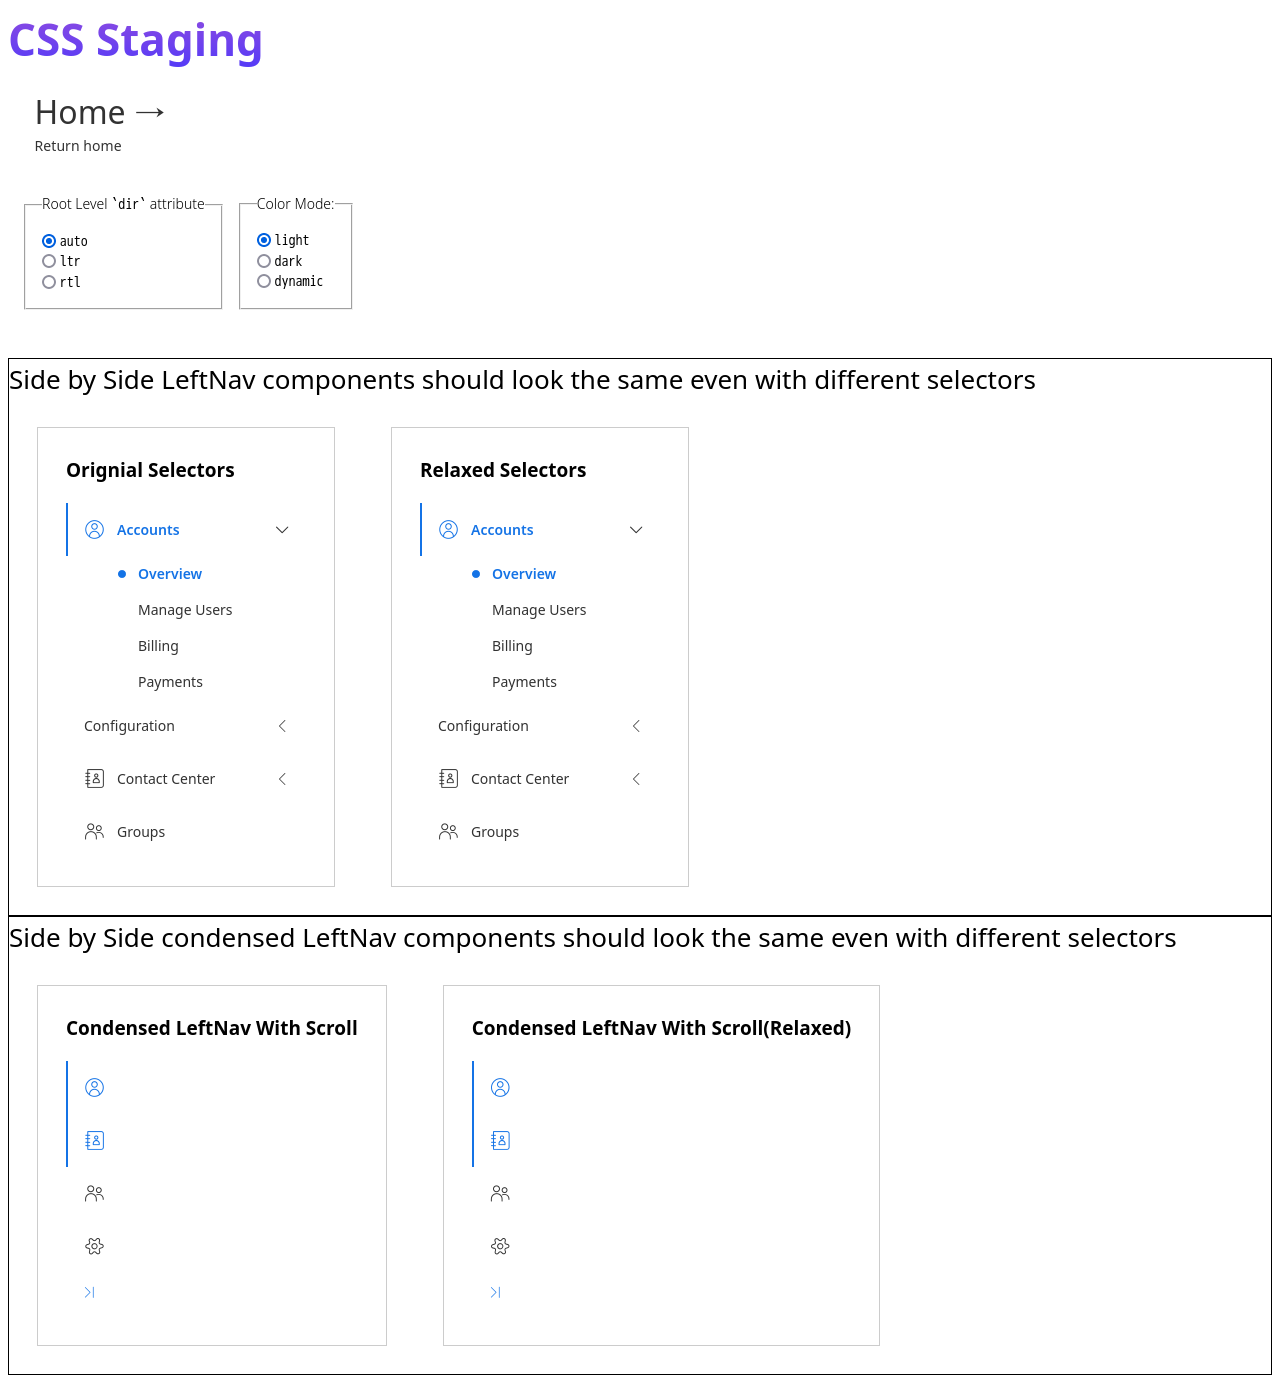 CSS Staging
Home →
Return home
Root Level `dir` attribute
auto
ltr
rtl
Color Mode:
light
dark
dynamic
Side by Side LeftNav components should look the same even with different selectors
Orignial Selectors
Accounts
Overview
Manage Users
Billing
Payments
Configuration
Contact Center
Groups
Relaxed Selectors
Accounts
Overview
Manage Users
Billing
Payments
Configuration
Contact Center
Groups
Side by Side condensed LeftNav components should look the same even with different selectors
Condensed LeftNav With Scroll
Condensed LeftNav With Scroll(Relaxed)